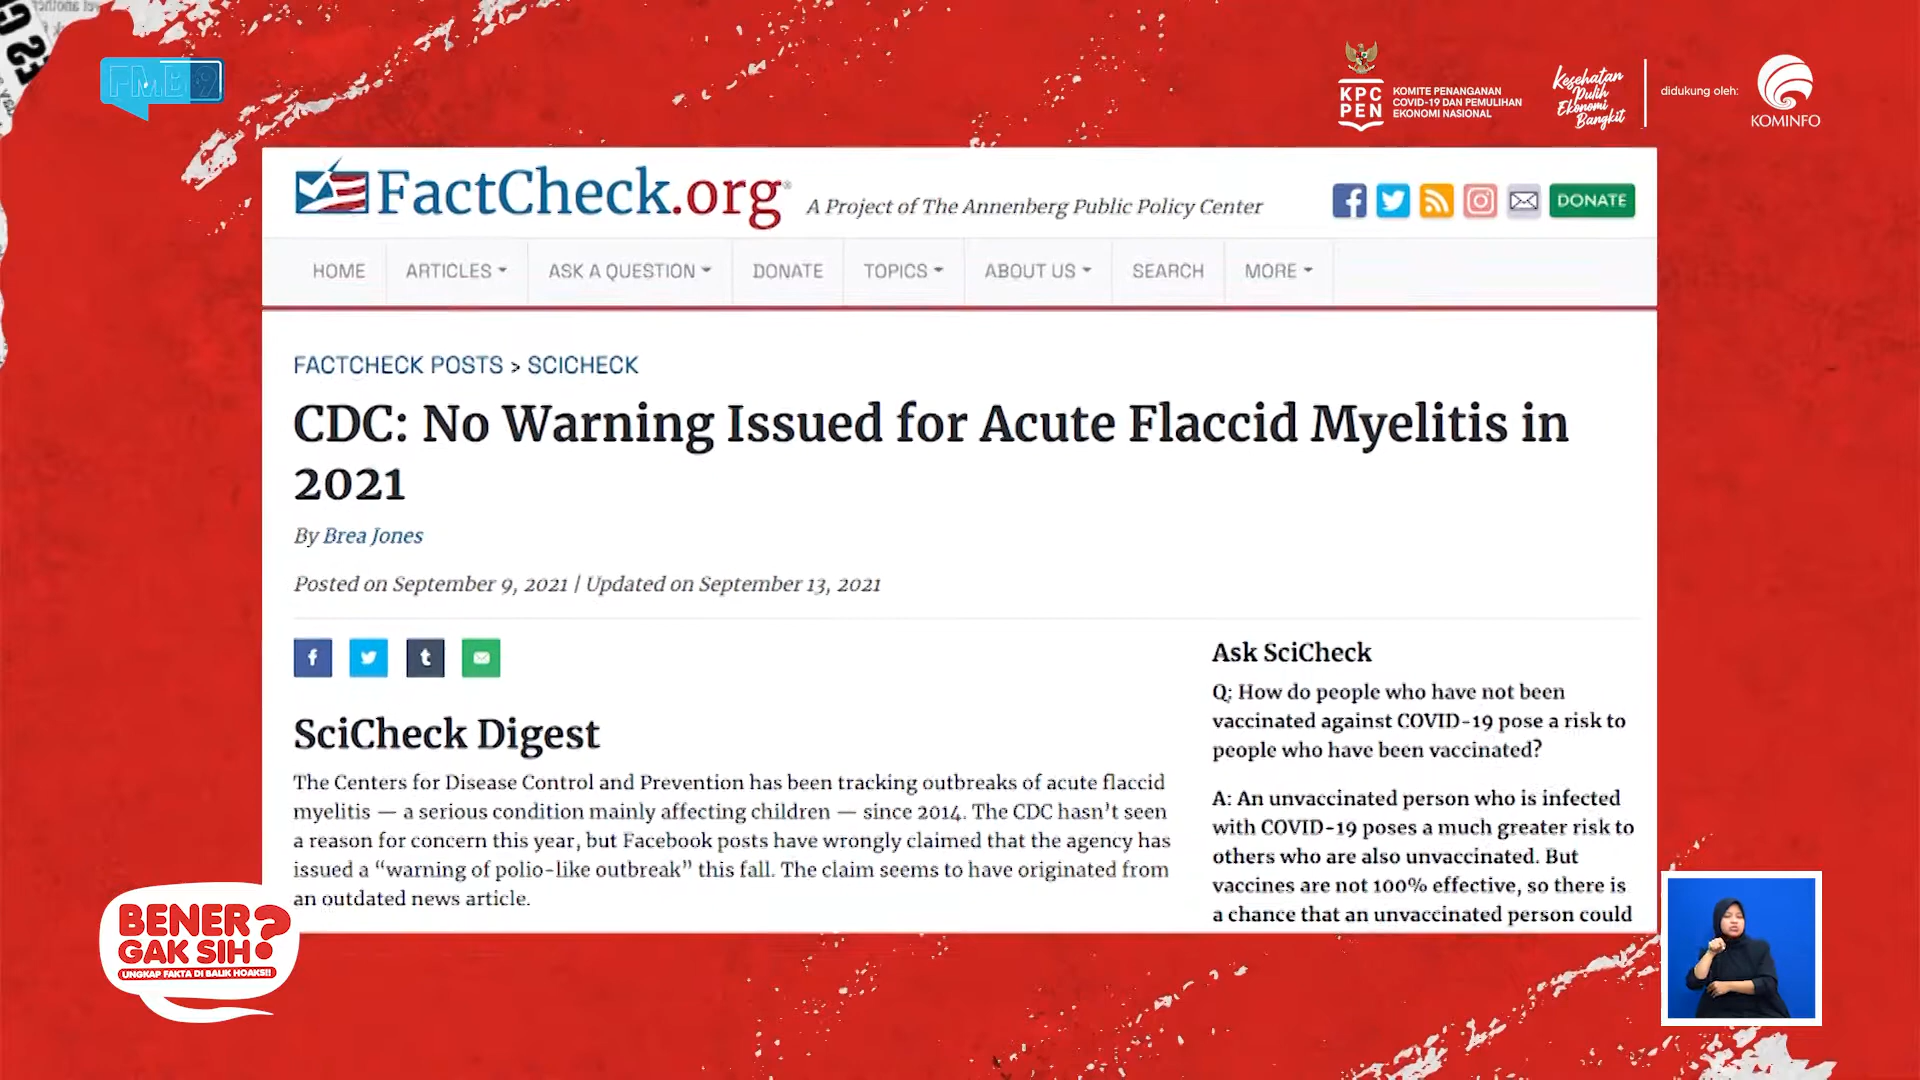 FMB 9
KPC
PEN
KOMITE PENANGANAN
COVID-19 DAN PEMULIHAN
EKONOMI NASIONAL
Kesehatan
Pulih
Ekonomi
Bangkit
didukung oleh:
KOMINFO
FactCheck.org®
A Project of The Annenberg Public Policy Center
DONATE
HOME
ARTICLES
ASK A QUESTION
DONATE
TOPICS
ABOUT US
SEARCH
MORE
FACTCHECK POSTS > SCICHECK
CDC: No Warning Issued for Acute Flaccid Myelitis in
2021
By Brea Jones
Posted on September 9, 2021 | Updated on September 13, 2021
SciCheck Digest
The Centers for Disease Control and Prevention has been tracking outbreaks of acute flaccid
myelitis — a serious condition mainly affecting children — since 2014. The CDC hasn't seen
a reason for concern this year, but Facebook posts have wrongly claimed that the agency has
issued a “warning of polio-like outbreak” this fall. The claim seems to have originated from
an outdated news article.
Ask SciCheck
Q: How do people who have not been
vaccinated against COVID-19 pose a risk to
people who have been vaccinated?
A: An unvaccinated person who is infected
with COVID-19 poses a much greater risk to
others who are also unvaccinated. But
vaccines are not 100% effective, so there is
a chance that an unvaccinated person could
BENER
GAK SIH?
UNGKAP FAKTA DI BALIK HOAKS!!